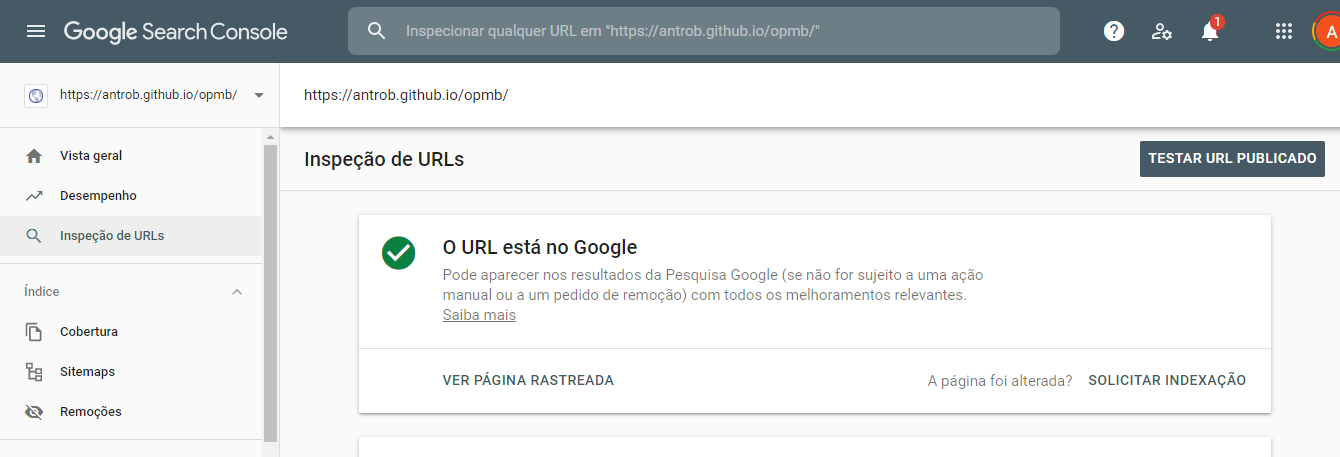 Google Search Console
Inspecionar qualquer URL em "https://antrob.github.io/opmb/"
1
A
https://antrob.github.io/opmb/
https://antrob.github.io/opmb/
Vista geral
Desempenho
Inspeção de URLs
Índice
Cobertura
Sitemaps
Remoções
Inspeção de URLs
TESTAR URL PUBLICADO
O URL está no Google
Pode aparecer nos resultados da Pesquisa Google (se não for sujeito a uma ação
manual ou a um pedido de remoção) com todos os melhoramentos relevantes.
Saiba mais
VER PÁGINA RASTREADA
A página foi alterada?
SOLICITAR INDEXAÇÃO